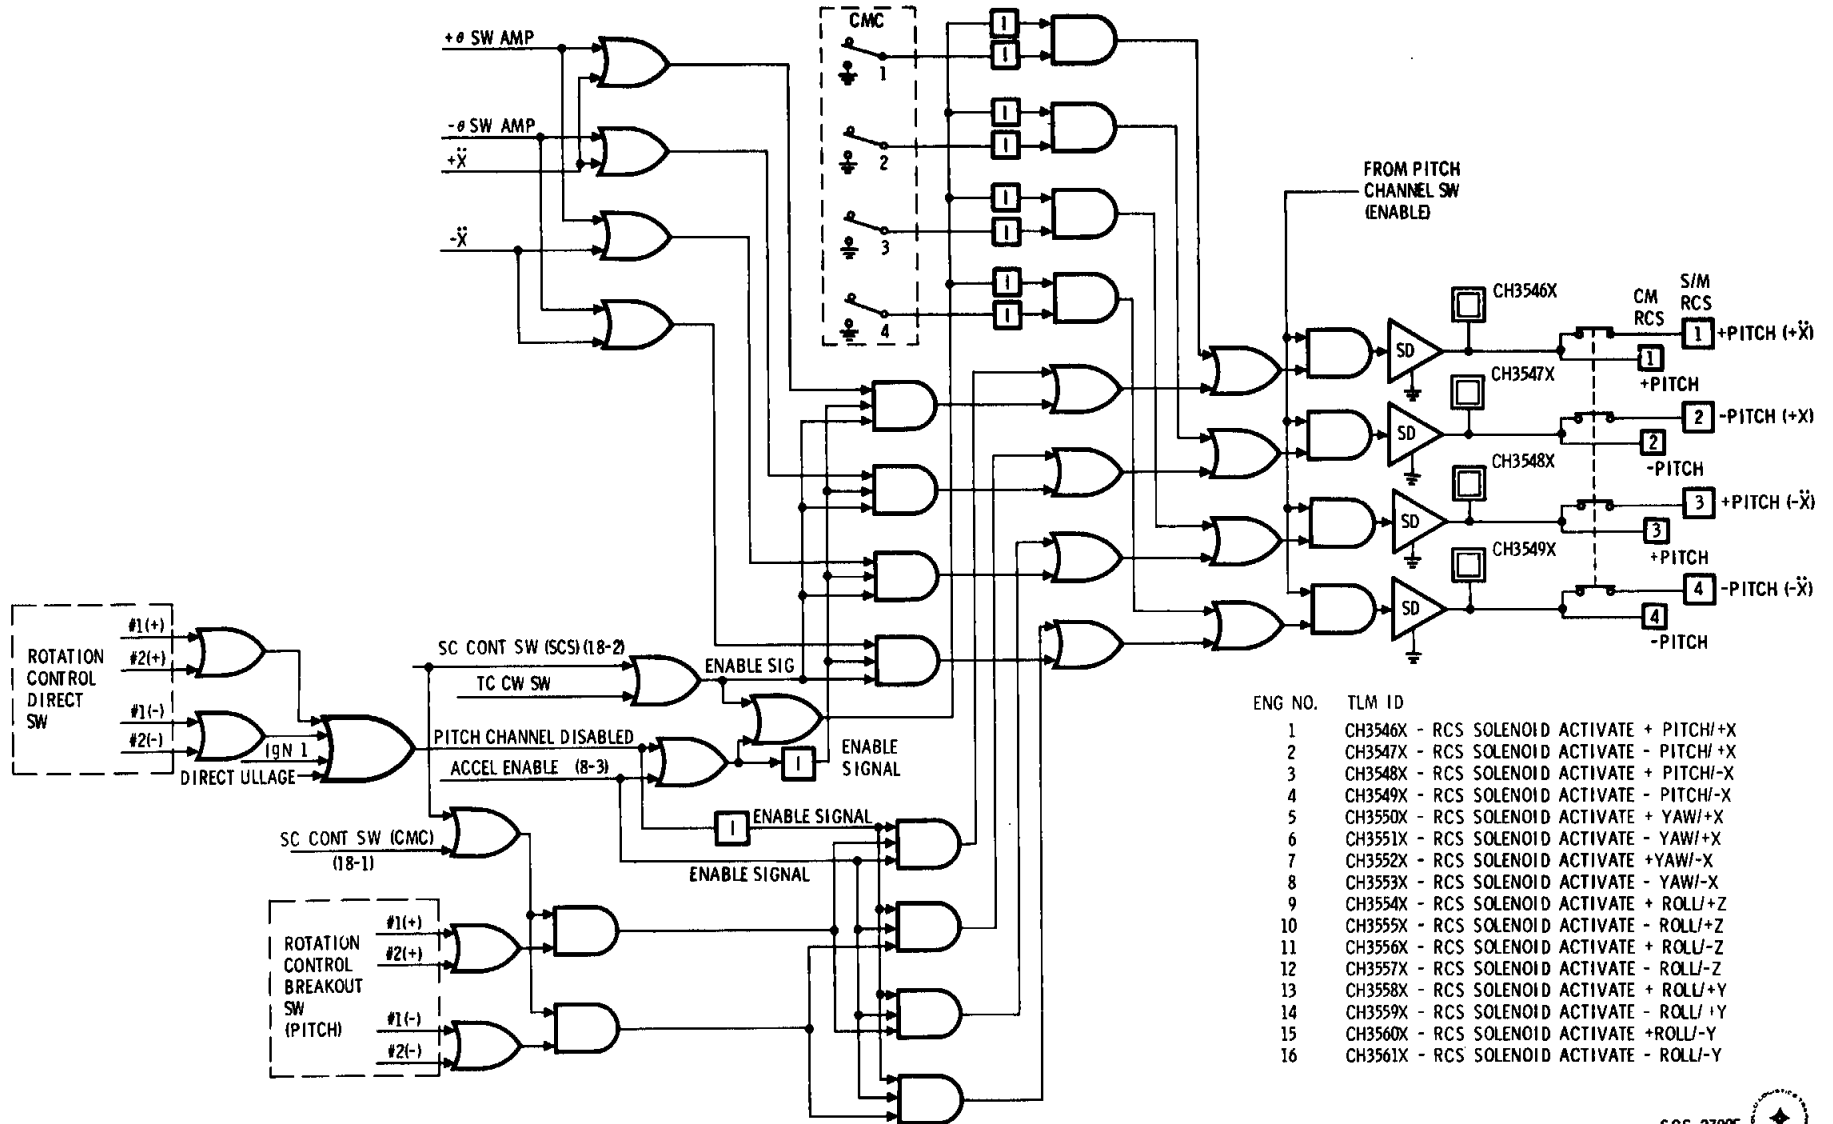 +θ SW AMP
-θ SW AMP
+Ẍ
-Ẍ
CMC
1
2
3
4
I
I
I
I
I
I
I
I
FROM PITCH
CHANNEL SW
(ENABLE)
SD
SD
SD
SD
CH3546X
CH3547X
CH3548X
CH3549X
CM
RCS
S/M
RCS
1 +PITCH (+Ẍ)
1
+PITCH
2 -PITCH (+X)
2
-PITCH
3 +PITCH (-Ẍ)
3
+PITCH
4 -PITCH (-Ẍ)
4
-PITCH
ROTATION
CONTROL
DIRECT
SW
#1(+)
#2(+)
#1(-)
#2(-)
IgN 1
DIRECT ULLAGE
SC CONT SW (SCS) (18-2)
TC CW SW
ENABLE SIG
PITCH CHANNEL DISABLED
ACCEL ENABLE (8-3)
I
ENABLE
SIGNAL
I
ENABLE SIGNAL
ENABLE SIGNAL
SC CONT SW (CMC)
(18-1)
ROTATION
CONTROL
BREAKOUT
SW
(PITCH)
#1(+)
#2(+)
#1(-)
#2(-)
ENG NO. TLM ID
1 CH3546X - RCS SOLENOID ACTIVATE + PITCH/+X
2 CH3547X - RCS SOLENOID ACTIVATE - PITCH/+X
3 CH3548X - RCS SOLENOID ACTIVATE + PITCH/-X
4 CH3549X - RCS SOLENOID ACTIVATE - PITCH/-X
5 CH3550X - RCS SOLENOID ACTIVATE + YAW/+X
6 CH3551X - RCS SOLENOID ACTIVATE - YAW/+X
7 CH3552X - RCS SOLENOID ACTIVATE +YAW/-X
8 CH3553X - RCS SOLENOID ACTIVATE - YAW/-X
9 CH3554X - RCS SOLENOID ACTIVATE + ROLL/+Z
10 CH3555X - RCS SOLENOID ACTIVATE - ROLL/+Z
11 CH3556X - RCS SOLENOID ACTIVATE + ROLL/-Z
12 CH3557X - RCS SOLENOID ACTIVATE - ROLL/-Z
13 CH3558X - RCS SOLENOID ACTIVATE + ROLL/+Y
14 CH3559X - RCS SOLENOID ACTIVATE - ROLL/+Y
15 CH3560X - RCS SOLENOID ACTIVATE +ROLL/-Y
16 CH3561X - RCS SOLENOID ACTIVATE - ROLL/-Y